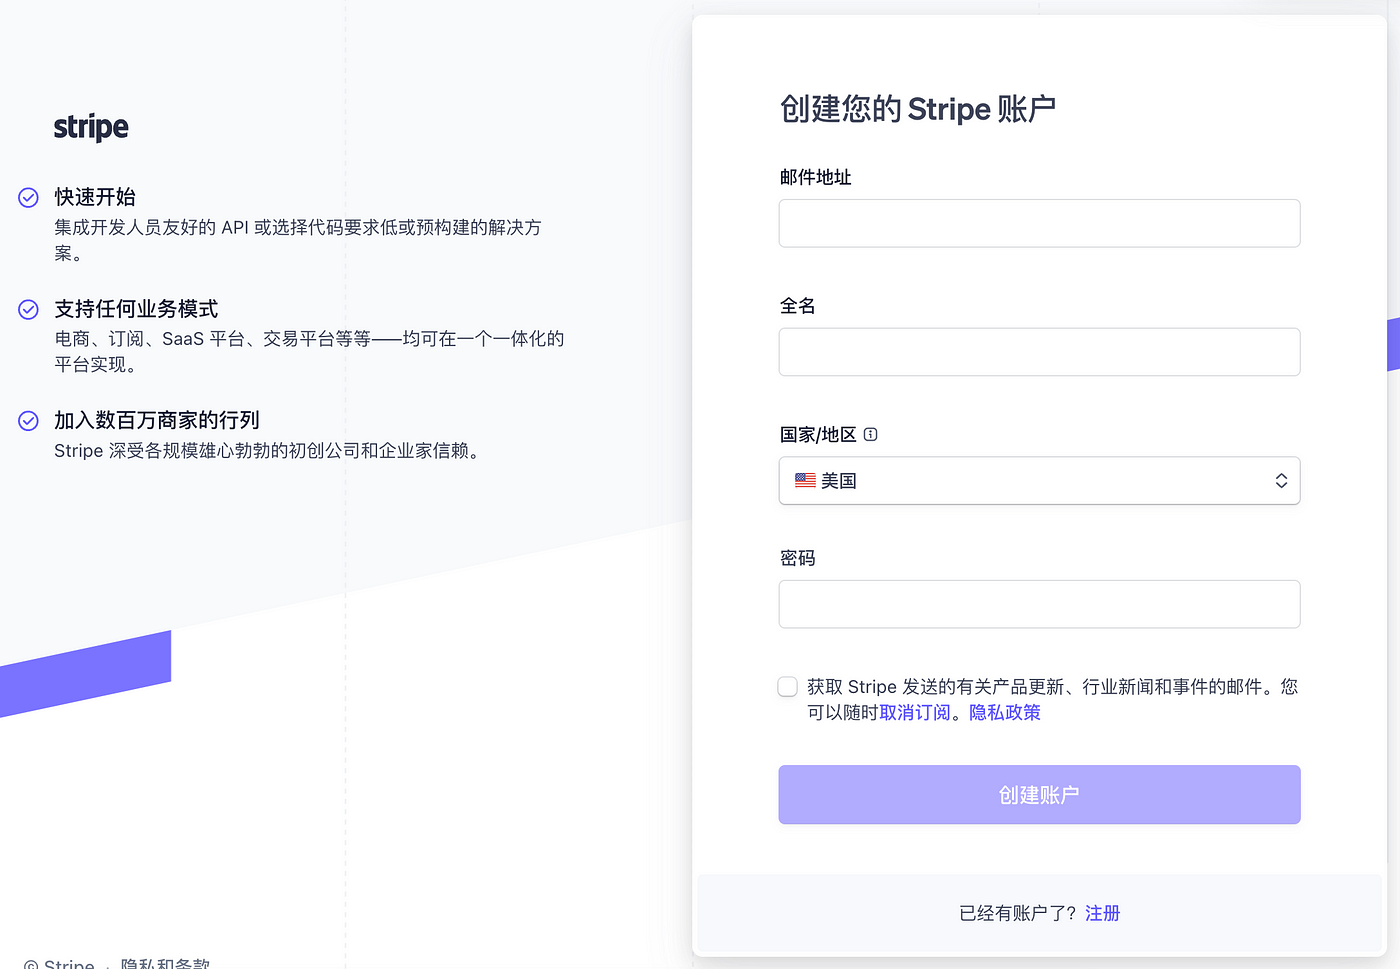 stripe
快速开始
集成开发人员友好的 API 或选择代码要求低或预构建的解决方
案。
支持任何业务模式
电商、订阅、SaaS 平台、交易平台等等——均可在一个一体化的
平台实现。
加入数百万商家的行列
Stripe 深受各规模雄心勃勃的初创公司和企业家信赖。
© Stripe · 隐私和条款
创建您的 Stripe 账户
邮件地址
全名
国家/地区
美国
密码
获取 Stripe 发送的有关产品更新、行业新闻和事件的邮件。您
可以随时取消订阅。隐私政策
创建账户
已经有账户了？注册